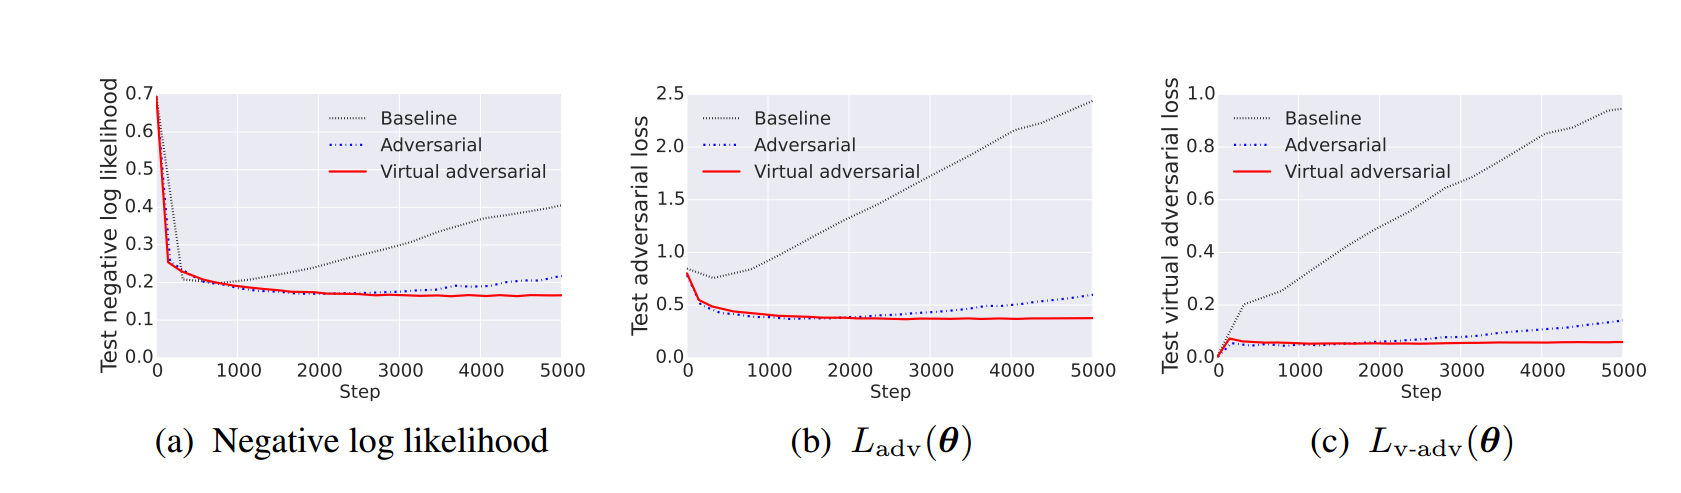 Test negative log likelihood
0.7
0.6
0.5
0.4
0.3
0.2
0.1
0.0
Baseline
Adversarial
Virtual adversarial
0 1000 2000 3000 4000 5000
Step
(a) Negative log likelihood
Test adversarial loss
2.5
2.0
1.5
1.0
0.5
0.0
Baseline
Adversarial
Virtual adversarial
0 1000 2000 3000 4000 5000
Step
(b) L_adv(θ)
Test virtual adversarial loss
1.0
0.8
0.6
0.4
0.2
0.0
Baseline
Adversarial
Virtual adversarial
0 1000 2000 3000 4000 5000
Step
(c) L_v-adv(θ)